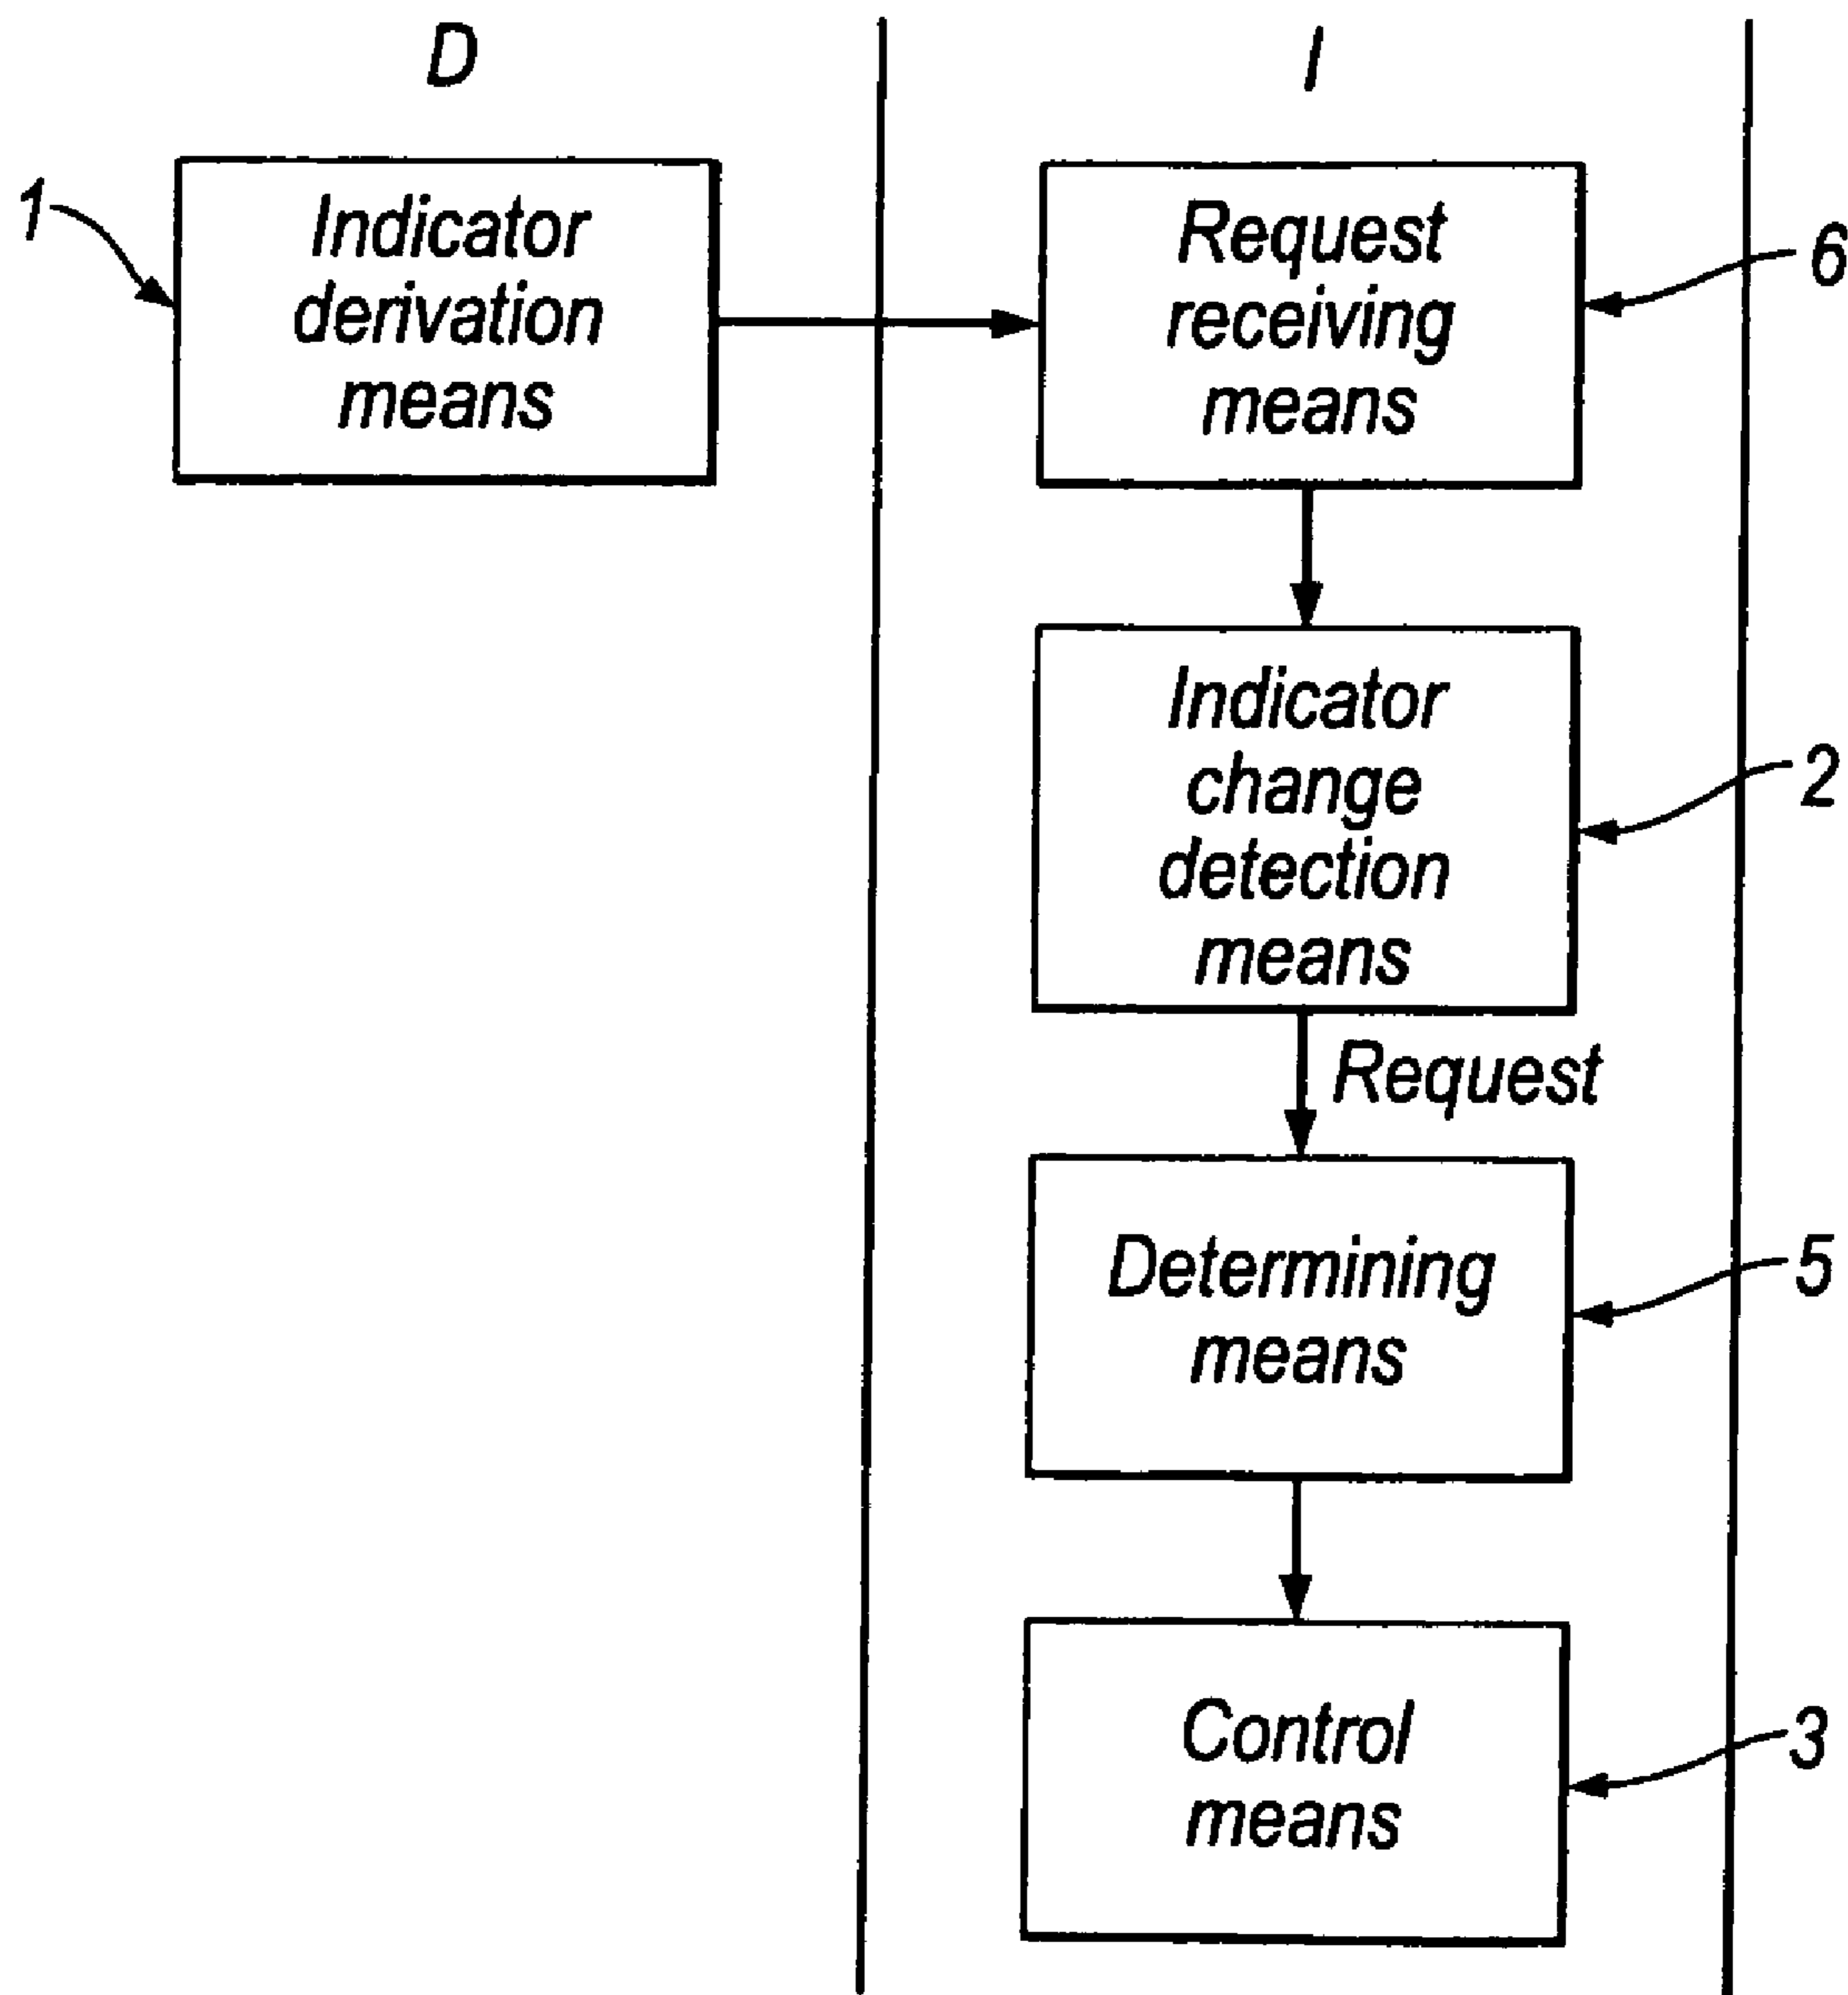 D
I
1
Indicator
derivation
means
Request
receiving
means
6
Indicator
change
detection
means
2
Request
Determining
means
5
Control
means
3